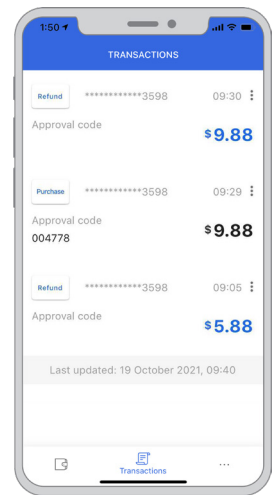 1:50
TRANSACTIONS
Refund ************3598 09:30
Approval code
$9.88
Purchase ************3598 09:29
Approval code
004778
$9.88
Refund ************3598 09:05
Approval code
$5.88
Last updated: 19 October 2021, 09:40
Transactions